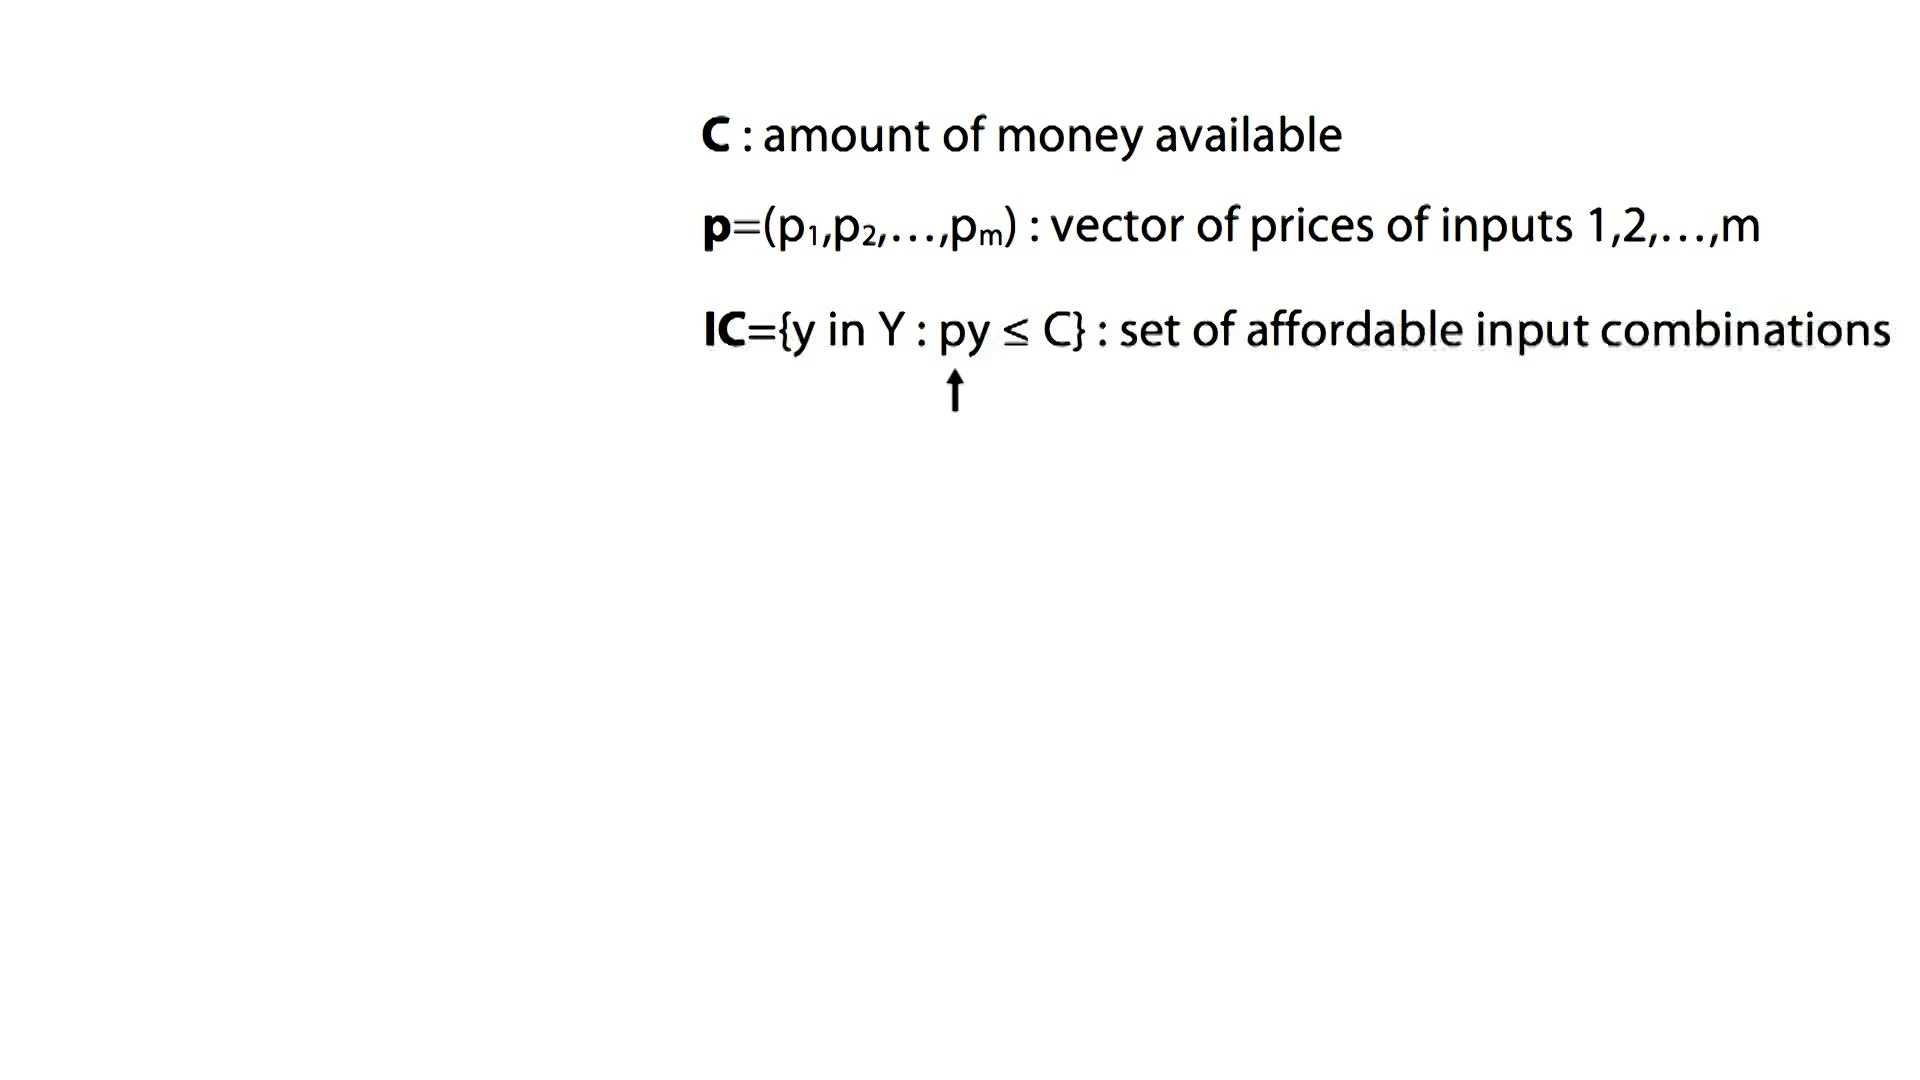 C : amount of money available
p=(p₁,p₂,…,pₘ) : vector of prices of inputs 1,2,…,m
IC={y in Y : py ≤ C} : set of affordable input combinations